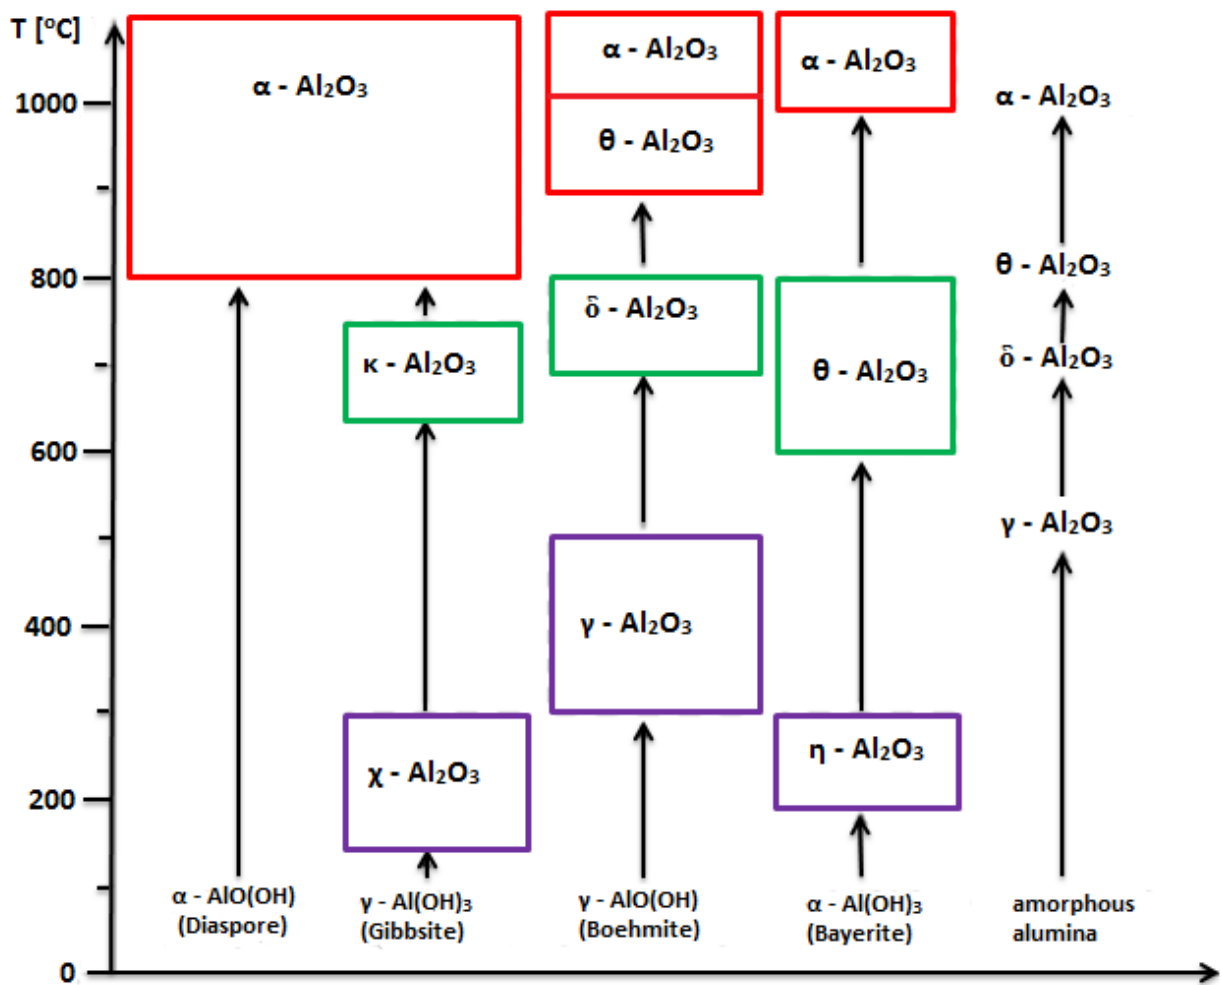 T [°C]
1000
800
600
400
200
0
α - Al₂O₃
κ - Al₂O₃
χ - Al₂O₃
α - Al₂O₃
θ - Al₂O₃
δ - Al₂O₃
γ - Al₂O₃
α - Al₂O₃
θ - Al₂O₃
η - Al₂O₃
α - Al₂O₃
θ - Al₂O₃
δ - Al₂O₃
γ - Al₂O₃
α - AlO(OH)
(Diaspore)
γ - Al(OH)₃
(Gibbsite)
γ - AlO(OH)
(Boehmite)
α - Al(OH)₃
(Bayerite)
amorphous
alumina